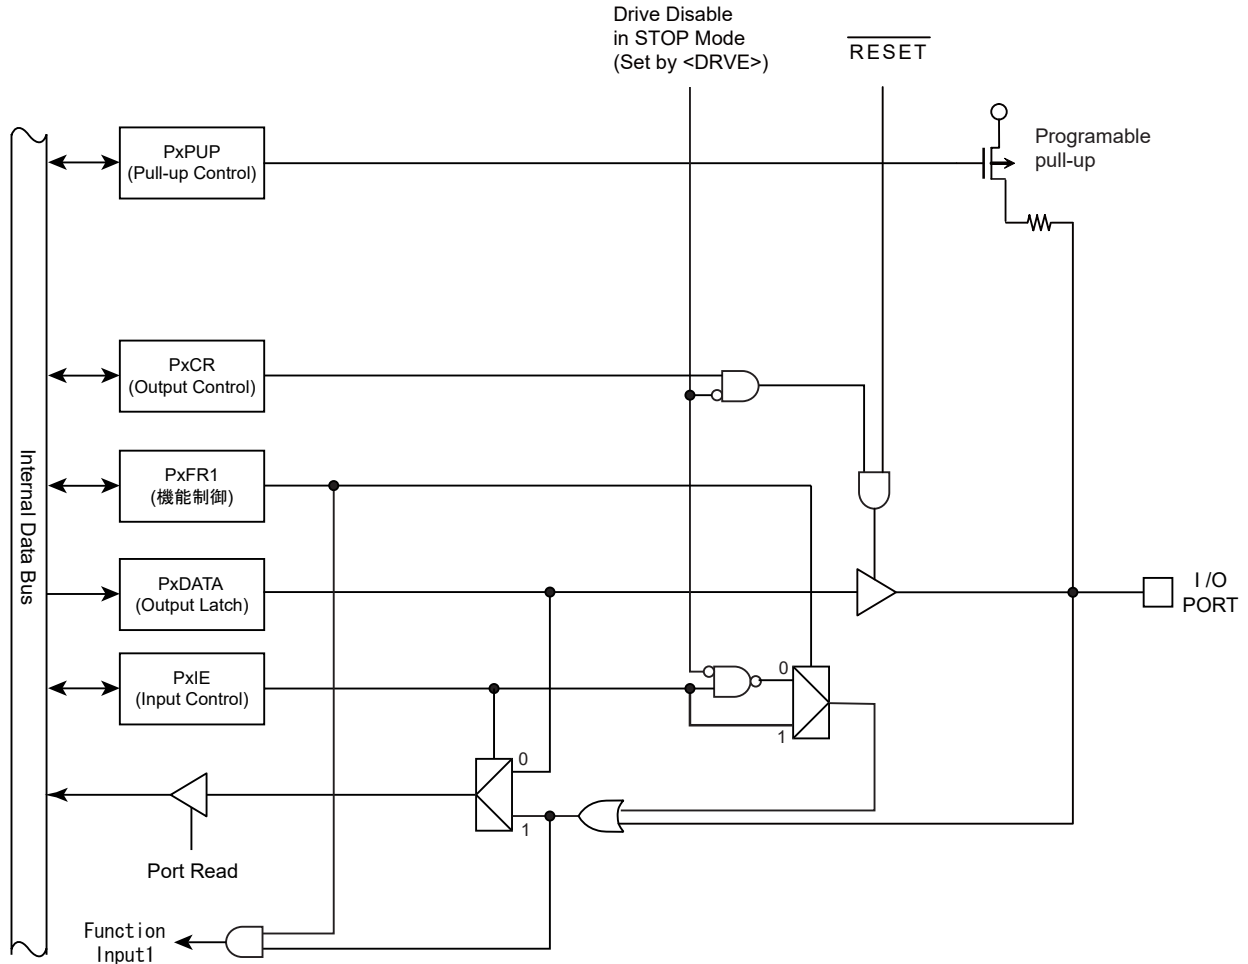 Drive Disable
in STOP Mode
(Set by <DRVE>)
RESET
Programable
pull-up
PxPUP
(Pull-up Control)
PxCR
(Output Control)
PxFR1
(機能制御)
Internal Data Bus
PxDATA
(Output Latch)
I /O
PORT
PxIE
(Input Control)
0
1
0
1
Port Read
Function
Input1